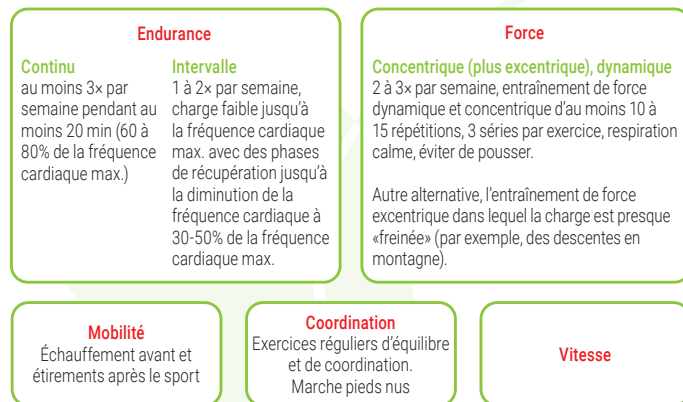 Endurance
Continu
au moins 3× par
semaine pendant au
moins 20 min (60 à
80% de la fréquence
cardiaque max.)
Intervalle
1 à 2× par semaine,
charge faible jusqu’à
la fréquence cardiaque
max. avec des phases
de récupération jusqu’à
la diminution de la
fréquence cardiaque à
30-50% de la fréquence
cardiaque max.
Force
Concentrique (plus excentrique), dynamique
2 à 3× par semaine, entraînement de force
dynamique et concentrique d’au moins 10 à
15 répétitions, 3 séries par exercice, respiration
calme, éviter de pousser.
Autre alternative, l’entraînement de force
excentrique dans lequel la charge est presque
«freinée» (par exemple, des descentes en
montagne).
Mobilité
Échauffement avant et
étirements après le sport
Coordination
Exercices réguliers d’équilibre
et de coordination.
Marche pieds nus
Vitesse